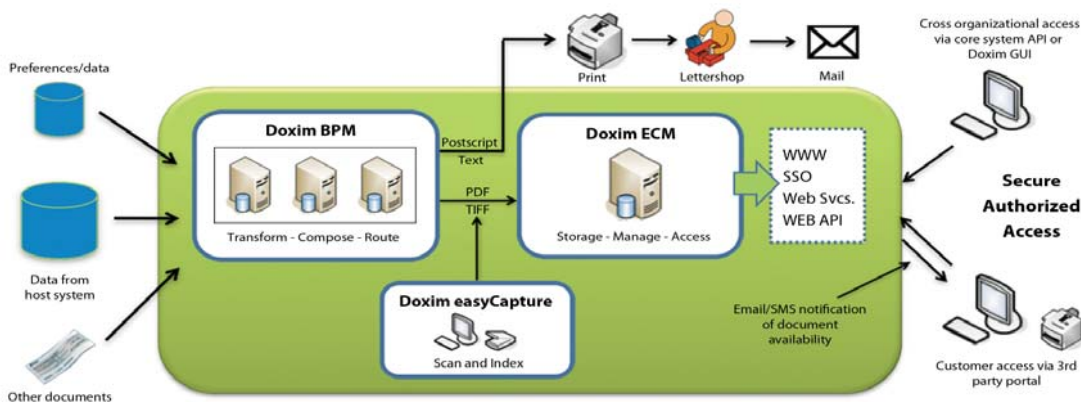 Preferences/data
Data from
host system
Other documents
Doxim BPM
Transform - Compose - Route
Postscript
Text
PDF
TIFF
Print
Lettershop
Mail
Doxim ECM
Storage - Manage - Access
Doxim easyCapture
Scan and Index
WWW
SSO
Web Svcs.
WEB API
Email/SMS notification
of document
availability
Cross organizational access
via core system API or
Doxim GUI
Secure
Authorized
Access
Customer access via 3rd
party portal